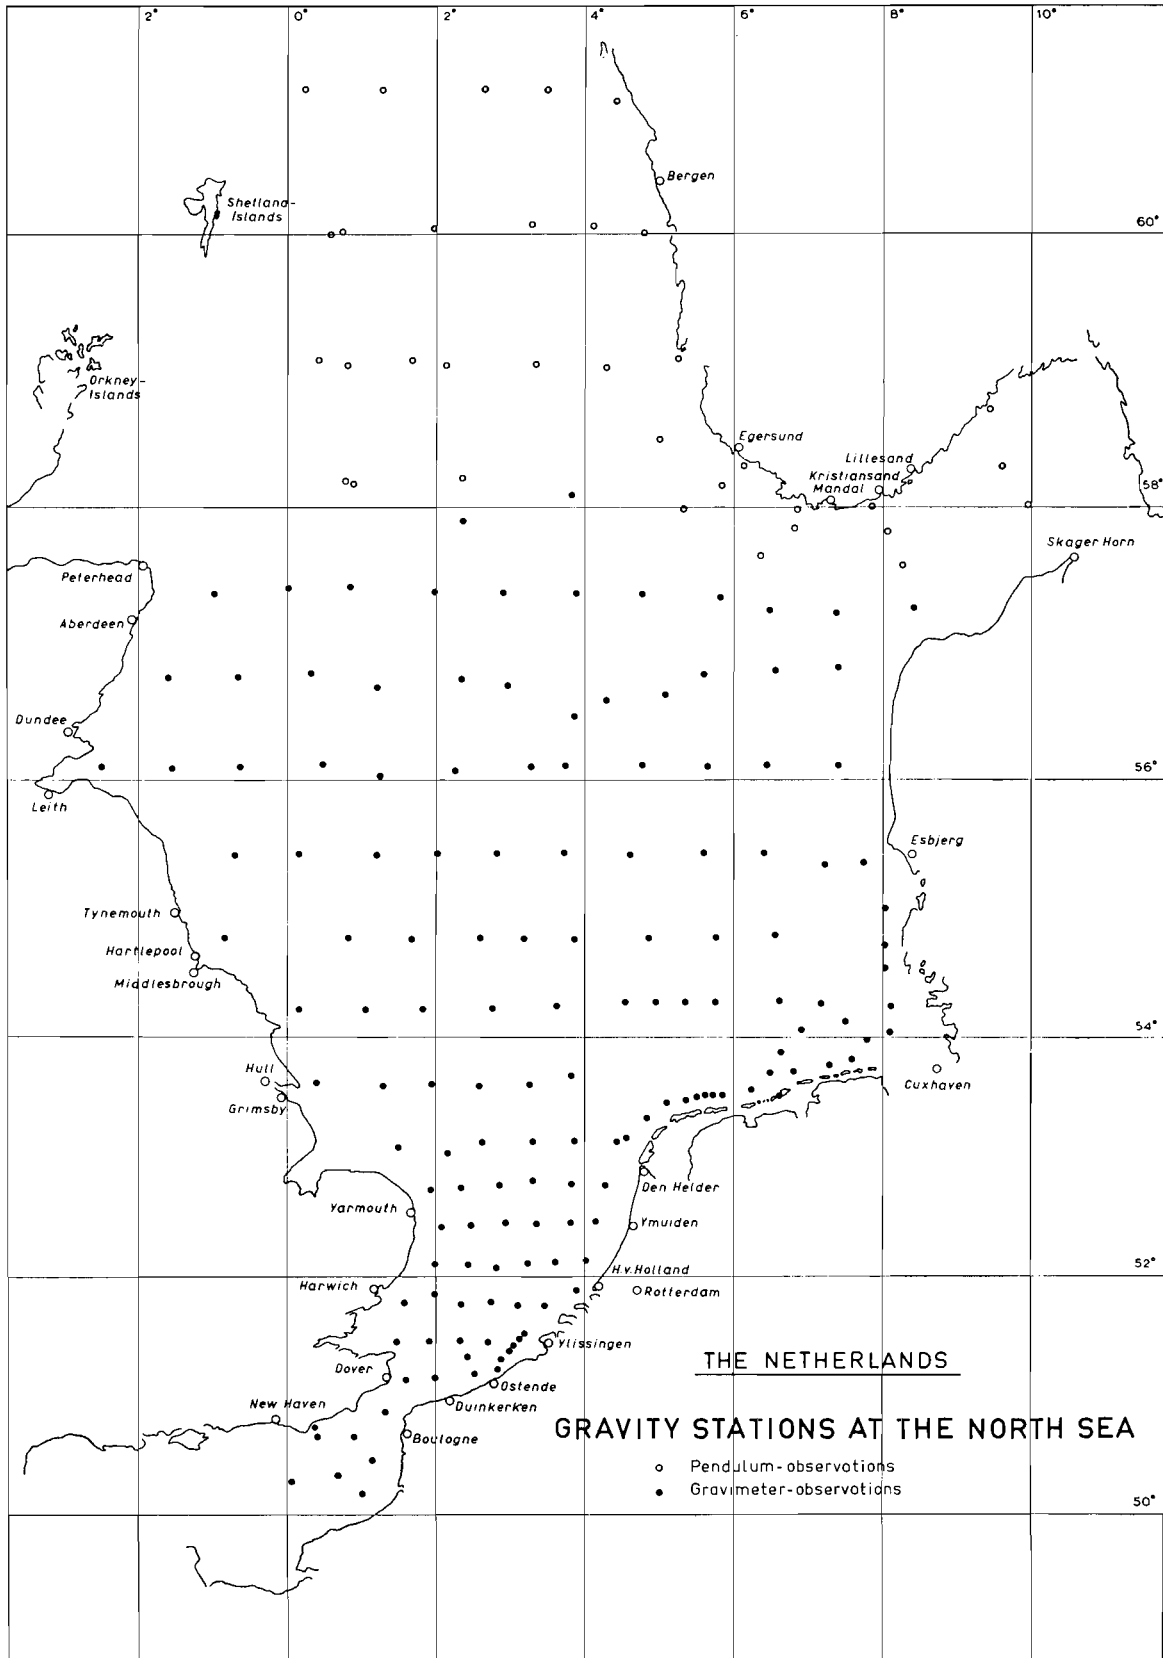 2° 0° 2° 4° 6° 8° 10°
Bergen
Shetland-
Islands
60°
Orkney-
Islands
Egersund
Lillesand
Kristiansand
Mandal
58°
Skager Horn
Peterhead
Aberdeen
Dundee
56°
Leith
Esbjerg
Tynemouth
Hartlepool
Middlesbrough
54°
Hull
Cuxhaven
Grimsby
Den Helder
Yarmouth
Ymuiden
52°
H.v.Holland
Harwich
Rotterdam
Vlissingen
THE NETHERLANDS
Dover
Ostende
Duinkerken
New Haven
GRAVITY STATIONS AT THE NORTH SEA
Boulogne
Pendulum-observations
Gravimeter-observations
50°